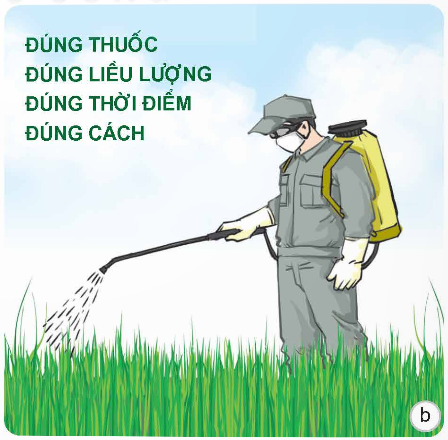 ĐÚNG THUỐC
ĐÚNG LIỀU LƯỢNG
ĐÚNG THỜI ĐIỂM
ĐÚNG CÁCH
b